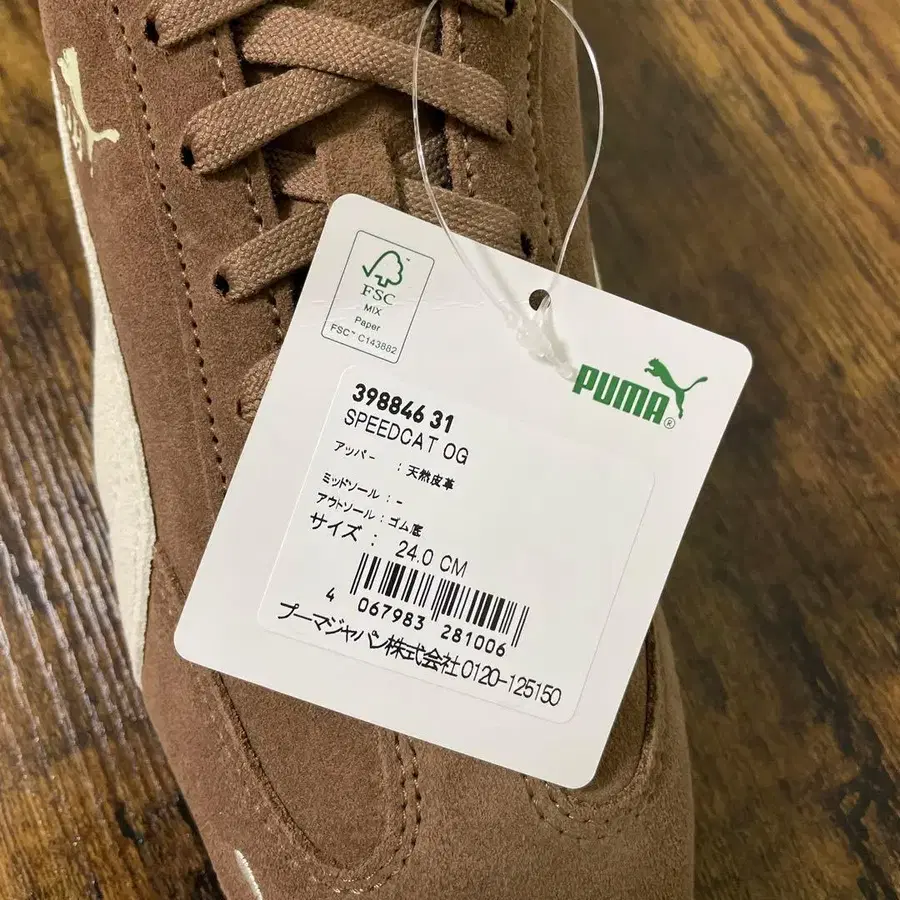 FSC
MIX
Paper
FSC™ C143882
PUMA®
398846 31
SPEEDCAT OG
アッパー : 天然皮革
ミッドソール : -
アウトソール : ゴム底
サイズ : 24.0 CM
4 067983 281006
プーマジャパン株式会社 0120-125150